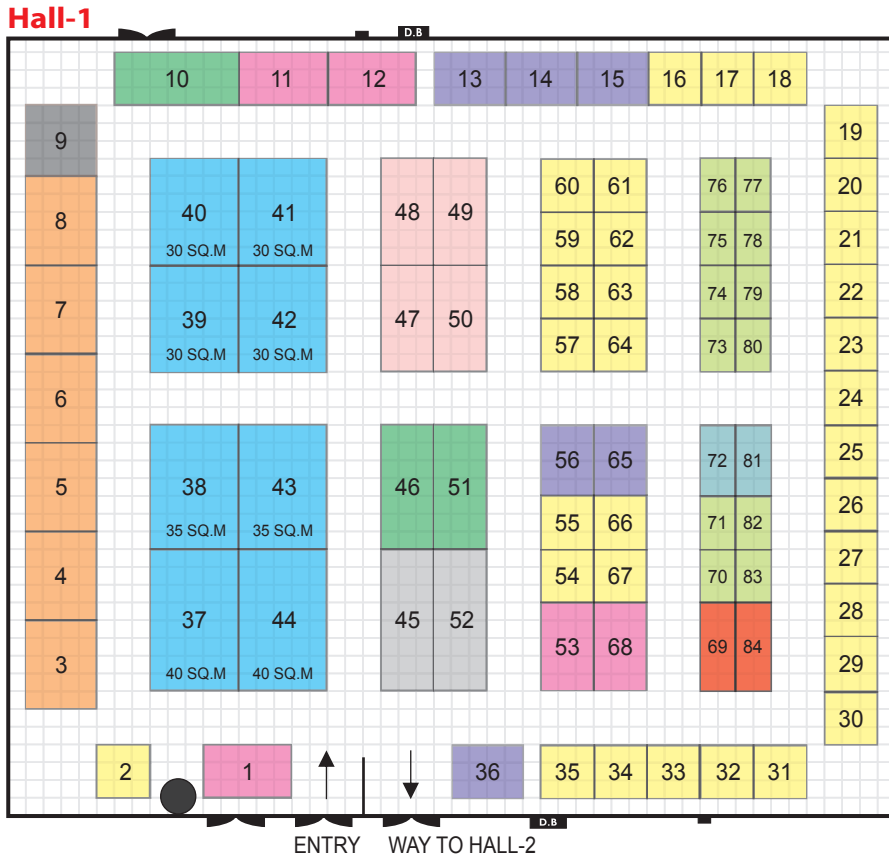 Hall-1
D.B
10 11 12 13 14 15 16 17 18
9 19
40 41 48 49 60 61 76 77 20
30 SQ.M 30 SQ.M
8 59 62 75 78 21
39 42 47 50 58 63 74 79 22
7
30 SQ.M 30 SQ.M 57 64 73 80 23
6 24
38 43 46 51 56 65 72 81 25
5
35 SQ.M 35 SQ.M 55 66 71 82 26
4 54 67 70 83 27
37 44 45 52 53 68 69 84 28
3 29
40 SQ.M 40 SQ.M
30
2 1 36 35 34 33 32 31
D.B
ENTRY WAY TO HALL-2